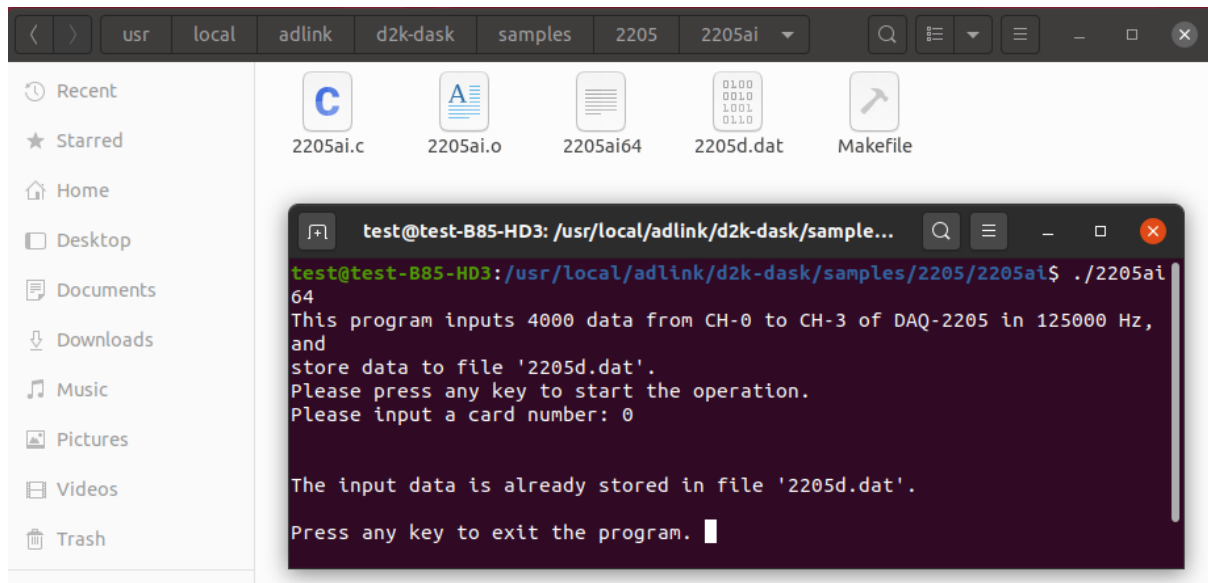 usr local adlink d2k-dask samples 2205 2205ai
Recent
Starred
Home
Desktop
Documents
Downloads
Music
Pictures
Videos
Trash
C
A
0100
0010
1001
0110
2205ai.c 2205ai.o 2205ai64 2205d.dat Makefile
test@test-B85-HD3: /usr/local/adlink/d2k-dask/sample...
test@test-B85-HD3:/usr/local/adlink/d2k-dask/samples/2205/2205ai$ ./2205ai
64
This program inputs 4000 data from CH-0 to CH-3 of DAQ-2205 in 125000 Hz,
and
store data to file '2205d.dat'.
Please press any key to start the operation.
Please input a card number: 0
The input data is already stored in file '2205d.dat'.
Press any key to exit the program.